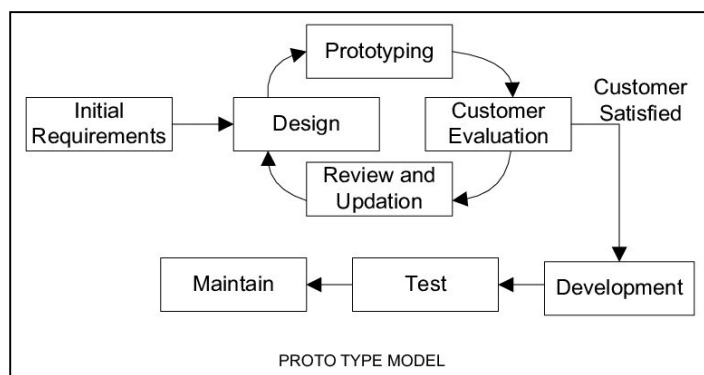 Prototyping
Customer
Satisfied
Initial
Requirements
Design
Customer
Evaluation
Review and
Updation
Maintain
Test
Development
PROTO TYPE MODEL